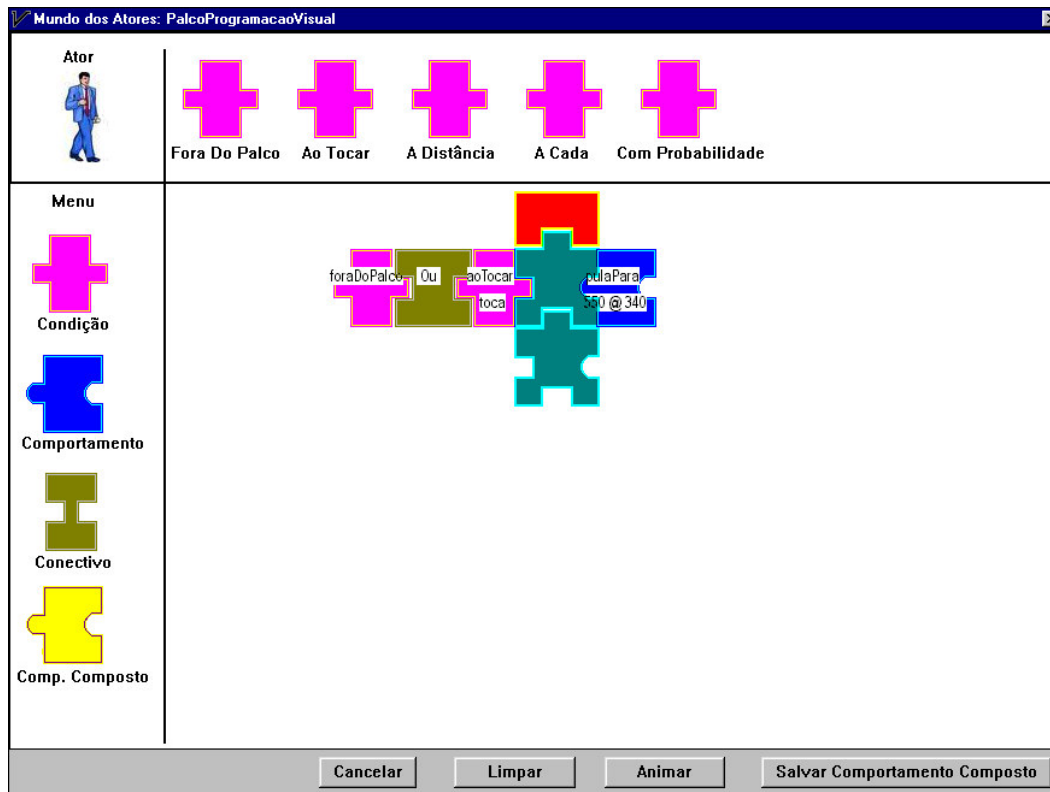 Mundo dos Atores: PalcoProgramacaoVisual
Ator
Fora Do Palco Ao Tocar A Distância A Cada Com Probabilidade
Menu
Condição
Comportamento
Conectivo
Comp. Composto
foraDoPalco Ou aoTocar pulaPara
toca 550 @ 340
Cancelar Limpar Animar Salvar Comportamento Composto